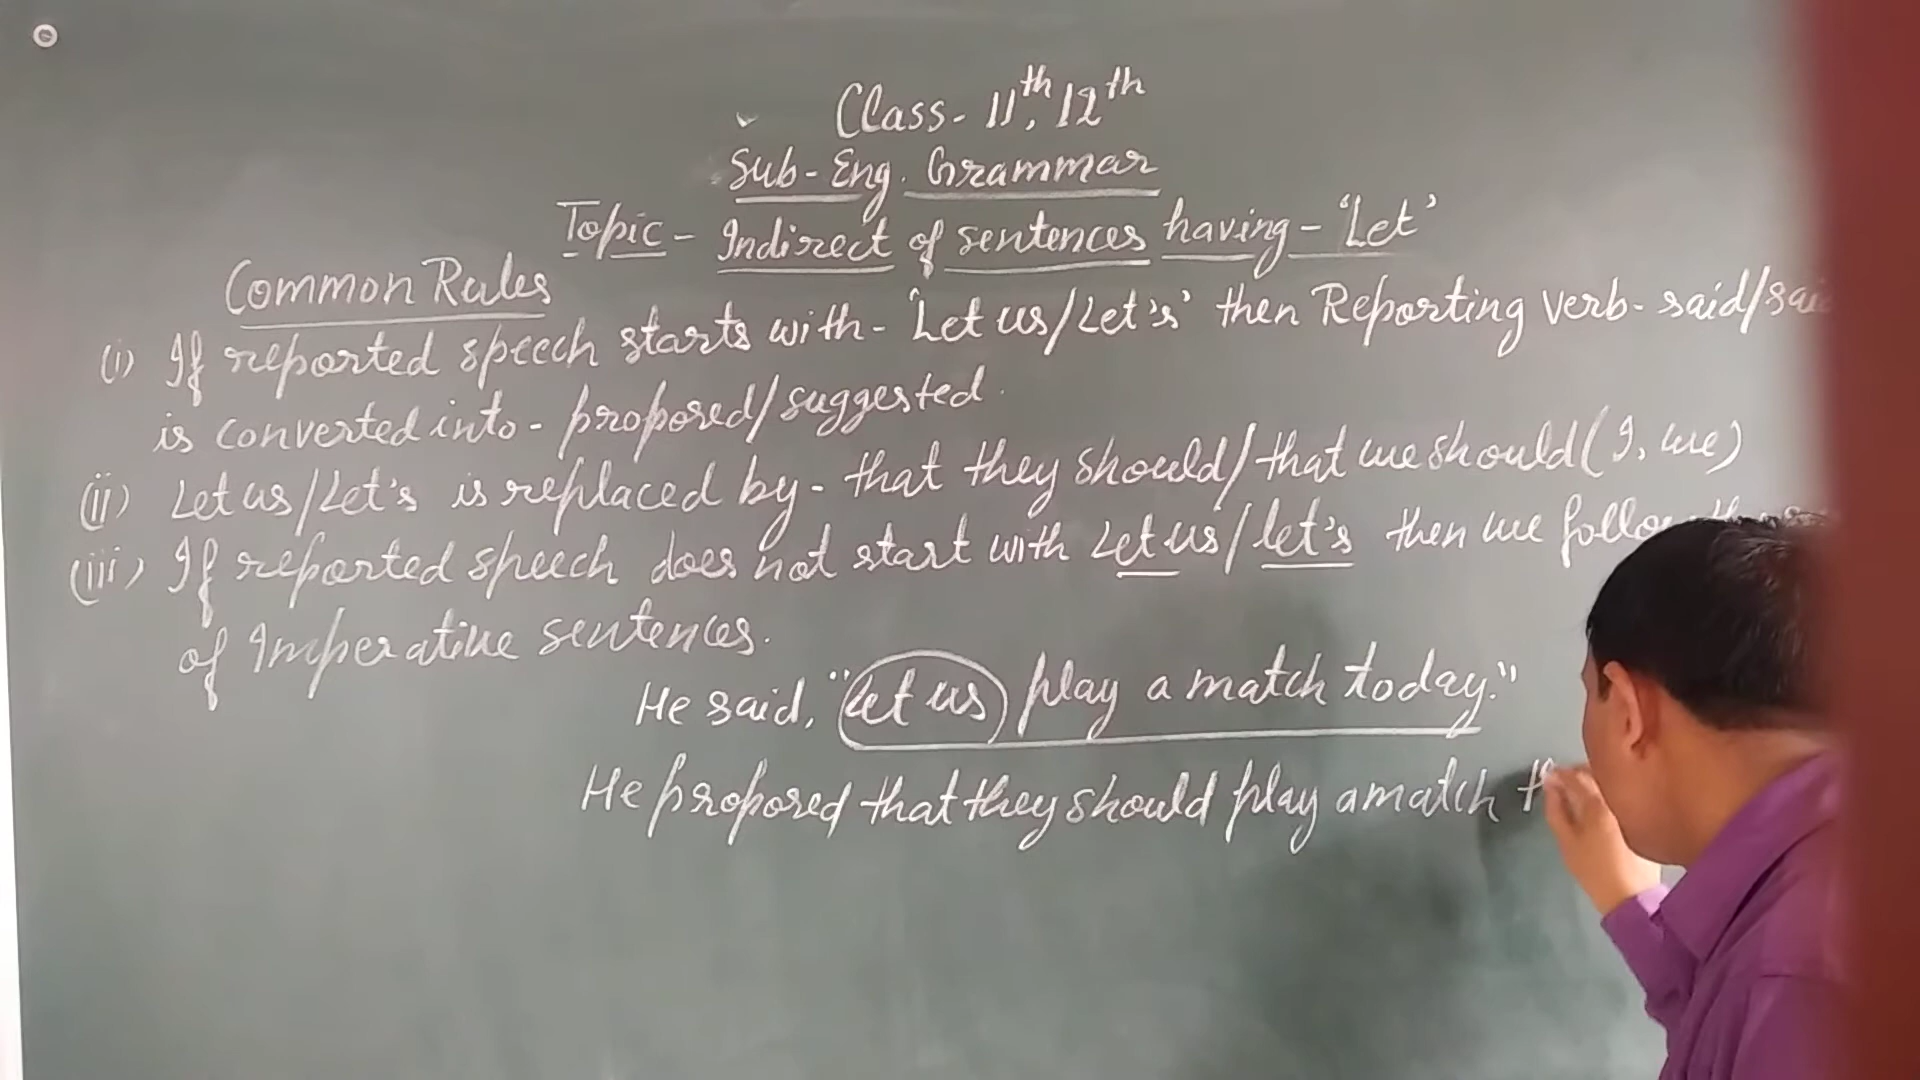 Class- 11th, 12th
Sub- Eng. Grammar
Topic - Indirect of sentences having - 'Let'
Common Rules
(i) If reported speech starts with - 'Let us/Let's' then Reporting verb - said/
is converted into - proposed/suggested.
(ii) Let us/Let's is replaced by - that they should/that we should (I, we)
(iii) If reported speech does not start with Let us/let's then we
of Imperative sentences.
He said, "Let us play a match today."
He proposed that they should play a match